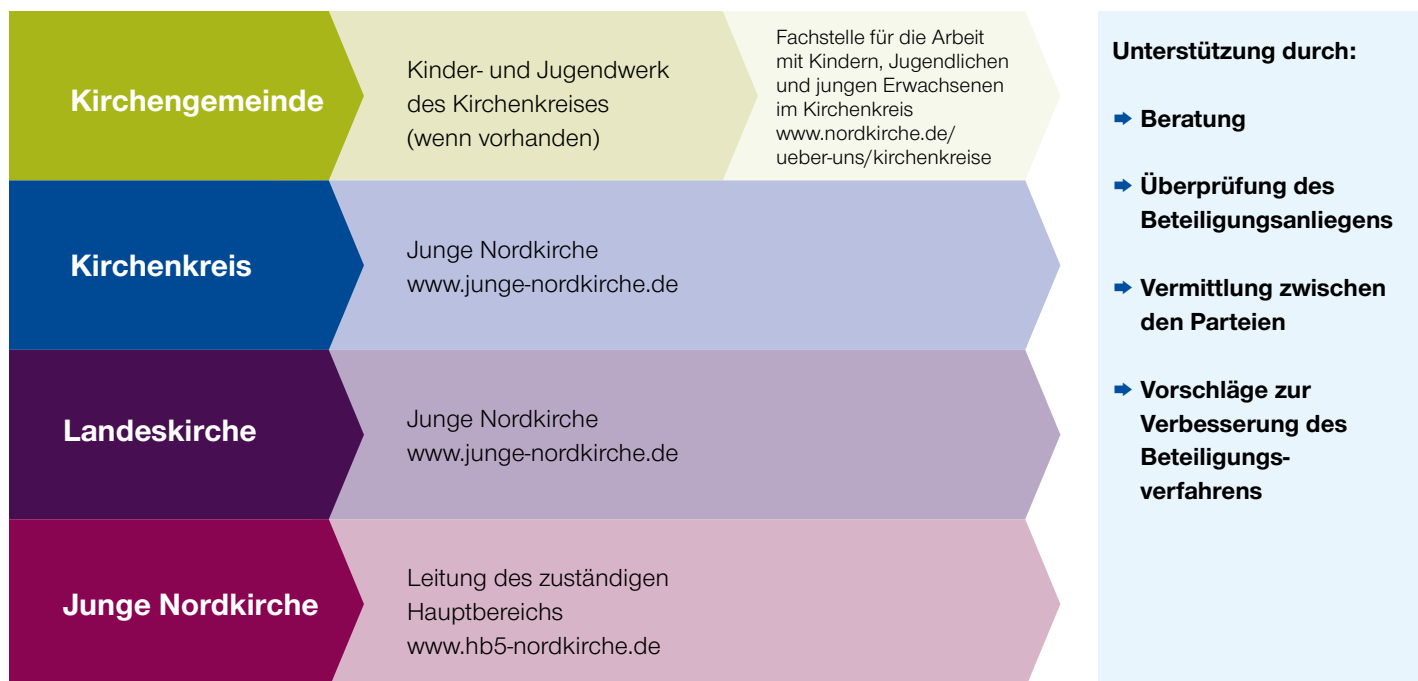 Kirchengemeinde
Kinder- und Jugendwerk
des Kirchenkreises
(wenn vorhanden)
Fachstelle für die Arbeit
mit Kindern, Jugendlichen
und jungen Erwachsenen
im Kirchenkreis
www.nordkirche.de/
ueber-uns/kirchenkreise
Kirchenkreis
Junge Nordkirche
www.junge-nordkirche.de
Landeskirche
Junge Nordkirche
www.junge-nordkirche.de
Junge Nordkirche
Leitung des zuständigen
Hauptbereichs
www.hb5-nordkirche.de
Unterstützung durch:
➡ Beratung
➡ Überprüfung des
Beteiligungsanliegens
➡ Vermittlung zwischen
den Parteien
➡ Vorschläge zur
Verbesserung des
Beteiligungs-
verfahrens